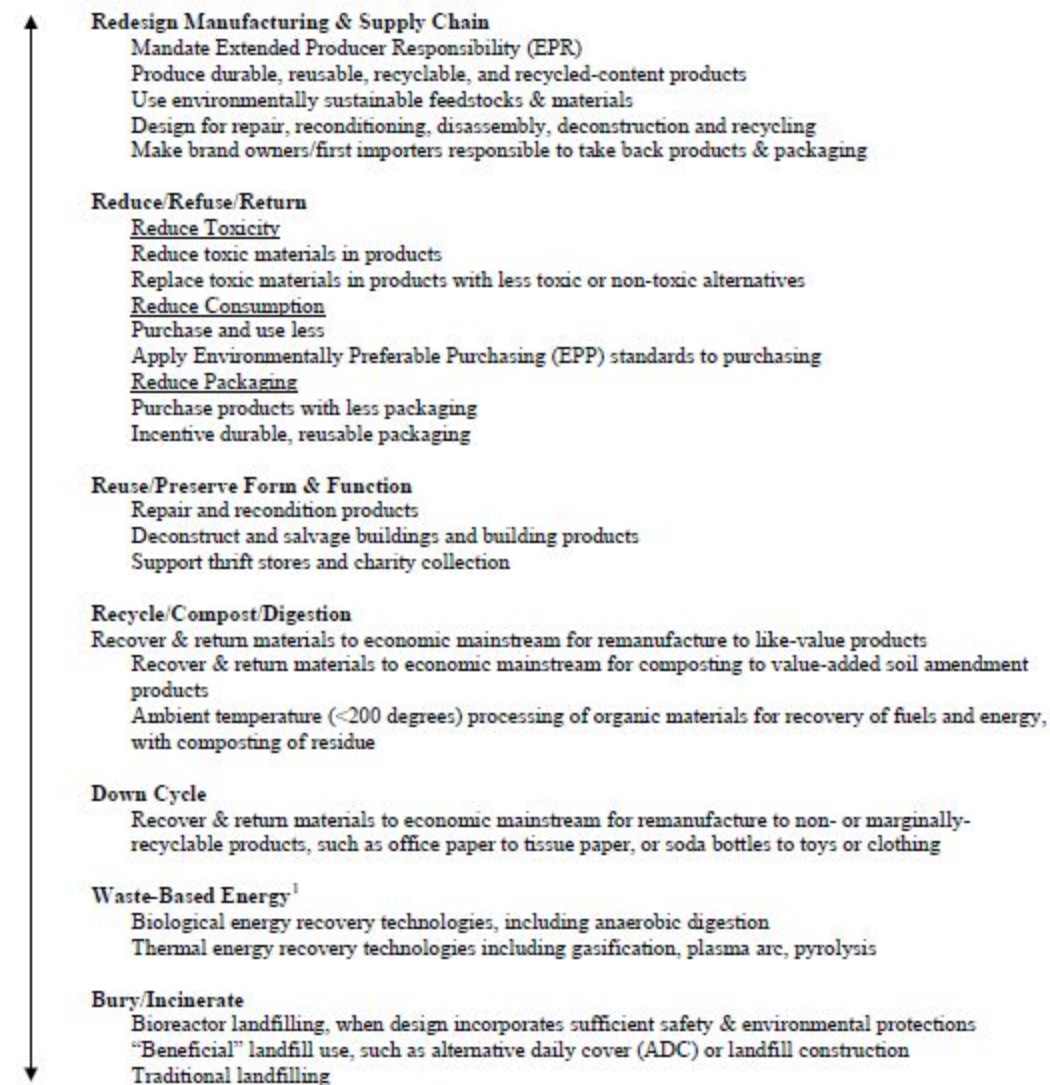 Redesign Manufacturing & Supply Chain
Mandate Extended Producer Responsibility (EPR)
Produce durable, reusable, recyclable, and recycled-content products
Use environmentally sustainable feedstocks & materials
Design for repair, reconditioning, disassembly, deconstruction and recycling
Make brand owners/first importers responsible to take back products & packaging
Reduce/Refuse/Return
Reduce Toxicity
Reduce toxic materials in products
Replace toxic materials in products with less toxic or non-toxic alternatives
Reduce Consumption
Purchase and use less
Apply Environmentally Preferable Purchasing (EPP) standards to purchasing
Reduce Packaging
Purchase products with less packaging
Incentive durable, reusable packaging
Reuse/Preserve Form & Function
Repair and recondition products
Deconstruct and salvage buildings and building products
Support thrift stores and charity collection
Recycle/Compost/Digestion
Recover & return materials to economic mainstream for remanufacture to like-value products
Recover & return materials to economic mainstream for composting to value-added soil amendment
products
Ambient temperature (<200 degrees) processing of organic materials for recovery of fuels and energy,
with composting of residue
Down Cycle
Recover & return materials to economic mainstream for remanufacture to non- or marginally-
recyclable products, such as office paper to tissue paper, or soda bottles to toys or clothing
Waste-Based Energy¹
Biological energy recovery technologies, including anaerobic digestion
Thermal energy recovery technologies including gasification, plasma arc, pyrolysis
Bury/Incinerate
Bioreactor landfilling, when design incorporates sufficient safety & environmental protections
“Beneficial” landfill use, such as alternative daily cover (ADC) or landfill construction
Traditional landfilling